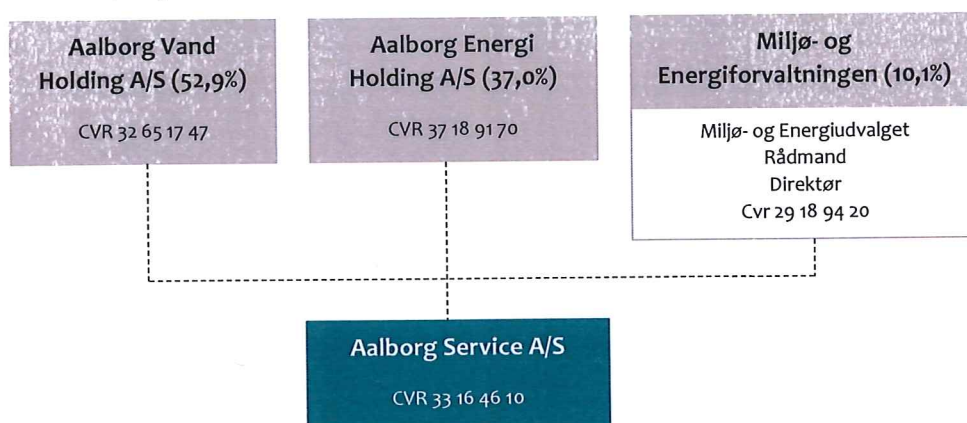 Aalborg Vand
Holding A/S (52,9%)
CVR 32 65 17 47
Aalborg Energi
Holding A/S (37,0%)
CVR 37 18 91 70
Miljø- og
Energiforvaltningen (10,1%)
Miljø- og Energiudvalget
Rådmand
Direktør
Cvr 29 18 94 20
Aalborg Service A/S
CVR 33 16 46 10